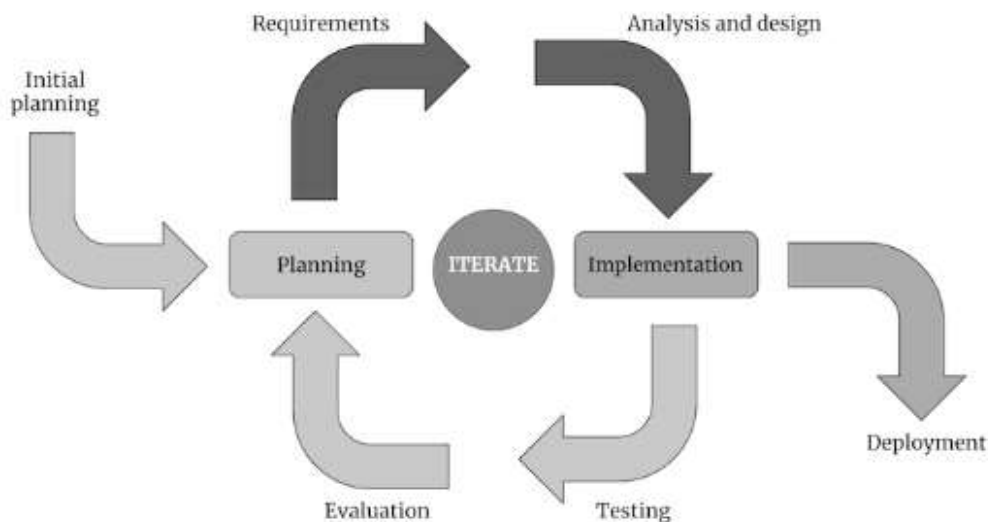 Requirements
Analysis and design
Initial
planning
Planning
ITERATE
Implementation
Deployment
Evaluation
Testing